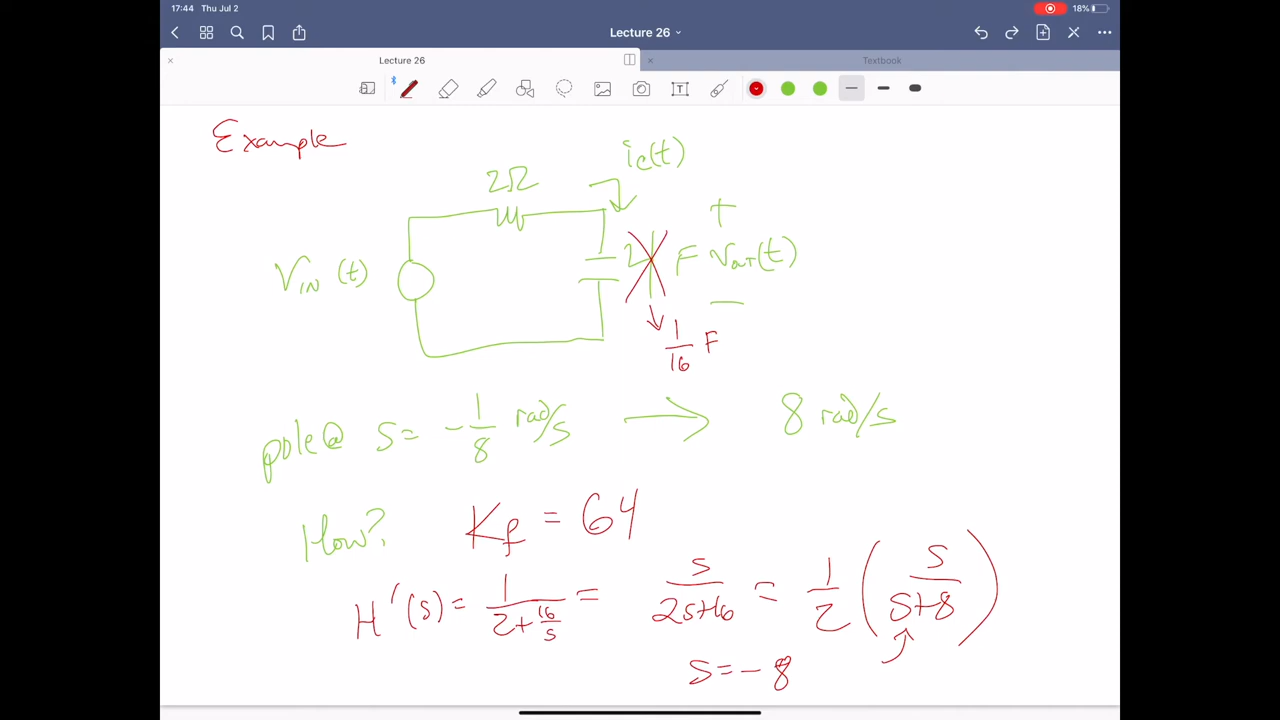 17:44 Thu Jul 2
18%
Lecture 26
Lecture 26
Textbook
T
Example
2Ω
ic(t)
VIN (t)
2 F
+
Vout(t)
−
1/16 F
pole@ s = -1/8 rad/s → 8 rad/s
How? Kf = 64
H'(s) = 1/(2+16/s) = s/(2s+16) = 1/2 (s/(s+8))
s = -8